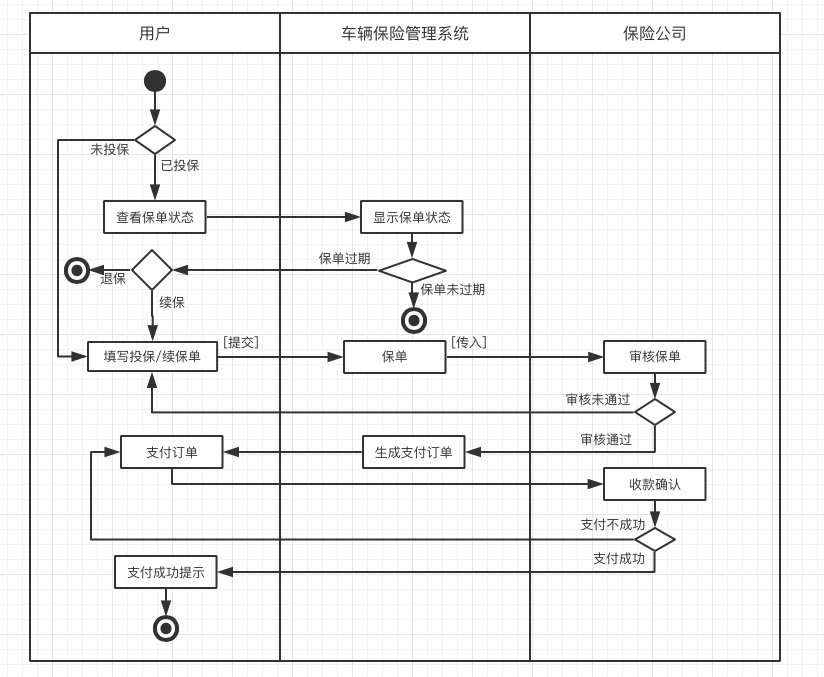 用户
车辆保险管理系统
保险公司
未投保
已投保
查看保单状态
显示保单状态
保单过期
退保
保单未过期
续保
[提交]
[传入]
填写投保/续保单
保单
审核保单
审核未通过
审核通过
支付订单
生成支付订单
收款确认
支付不成功
支付成功
支付成功提示